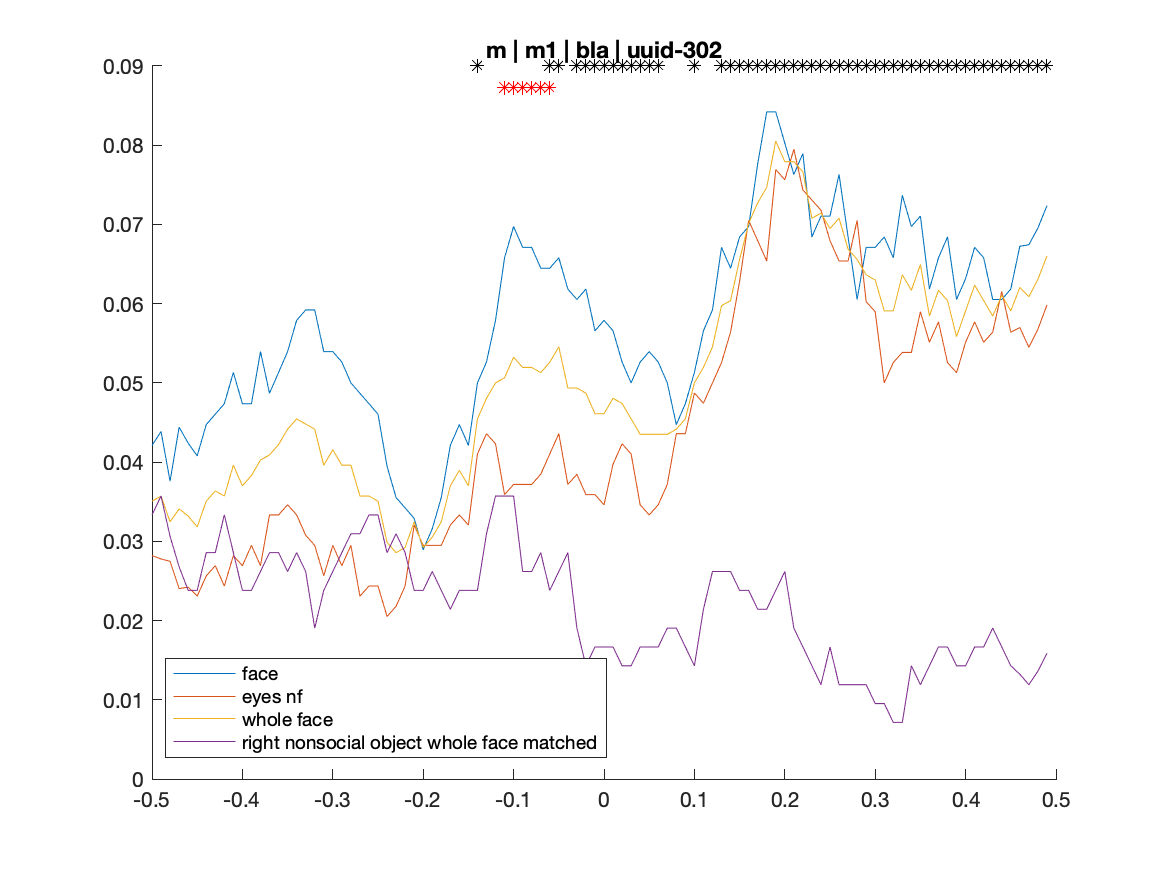 m | m1 | bla | uuid-302
0.09
0.08
0.07
0.06
0.05
0.04
0.03
0.02
0.01
0
face
eyes nf
whole face
right nonsocial object whole face matched
-0.5 -0.4 -0.3 -0.2 -0.1 0 0.1 0.2 0.3 0.4 0.5